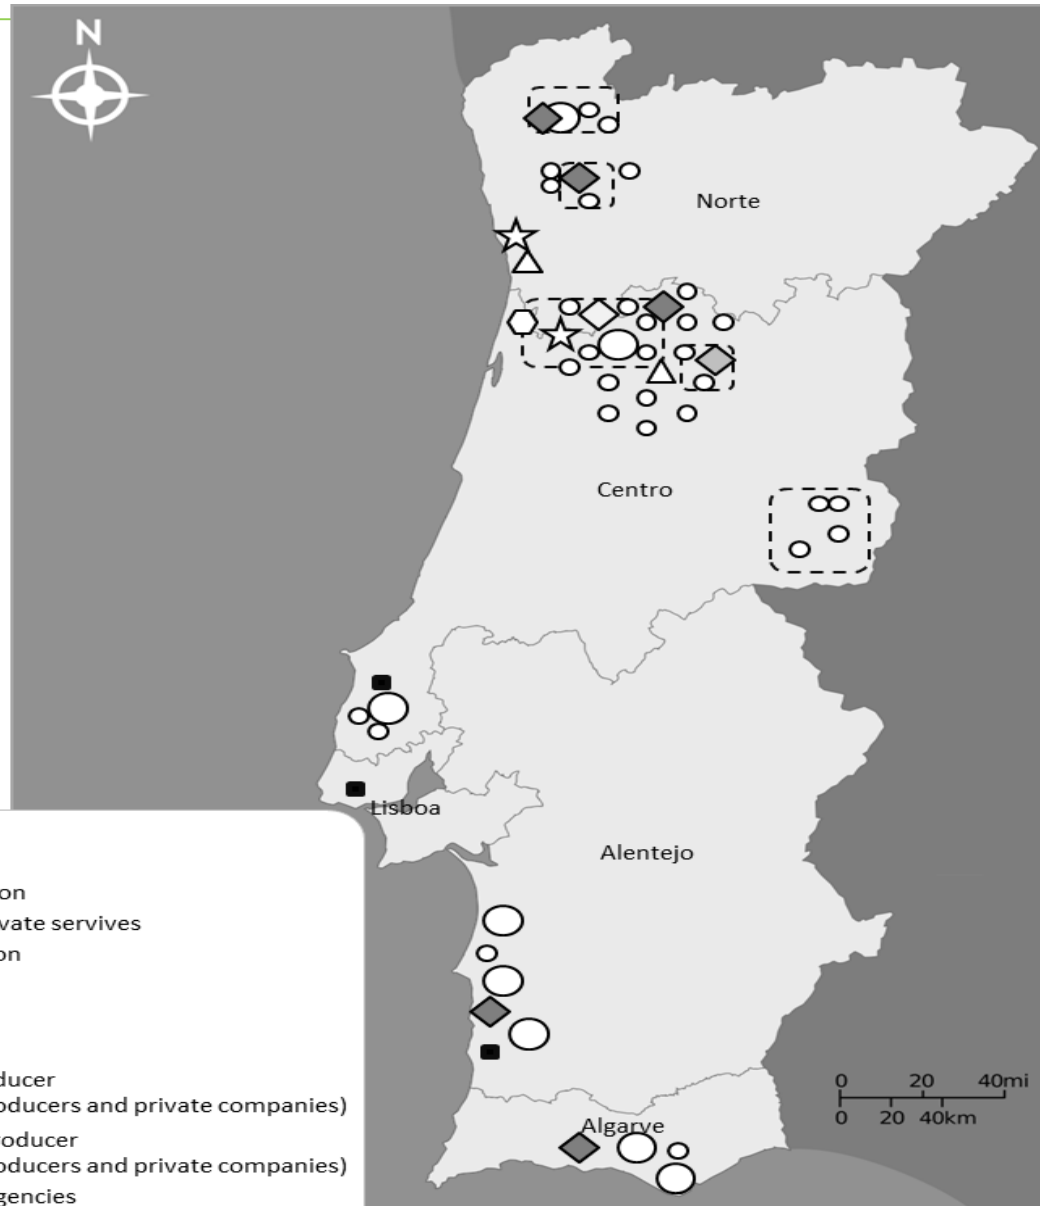 N
Norte
Centro
Lisboa
Alentejo
Algarve
0 20 40mi
0 20 40km
on
vate servives
on
ducer
oducers and private companies)
roducer
oducers and private companies)
gencies